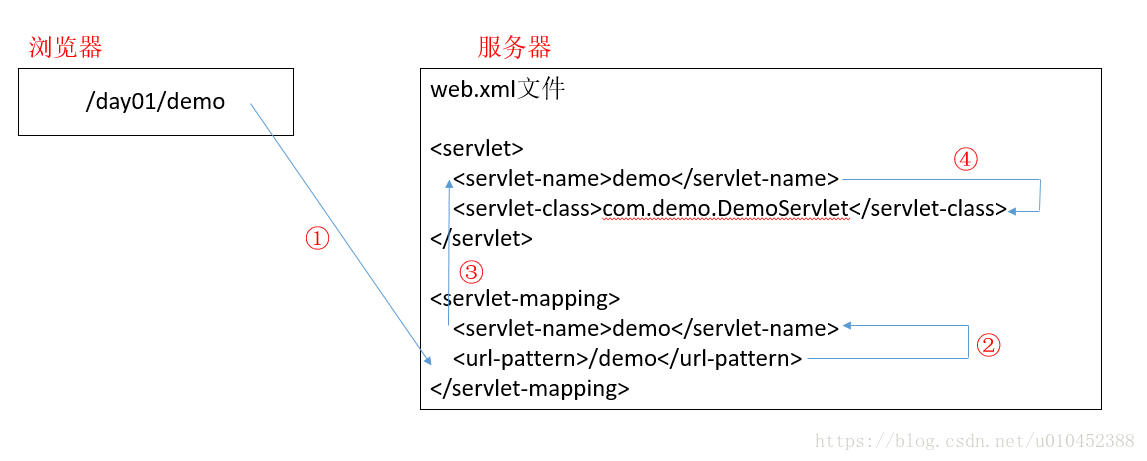 浏览器
服务器
/day01/demo
web.xml文件
<servlet>
<servlet-name>demo</servlet-name>
④
<servlet-class>com.demo.DemoServlet</servlet-class>
</servlet>
①
③
<servlet-mapping>
<servlet-name>demo</servlet-name>
②
<url-pattern>/demo</url-pattern>
</servlet-mapping>
https://blog.csdn.net/u010452388